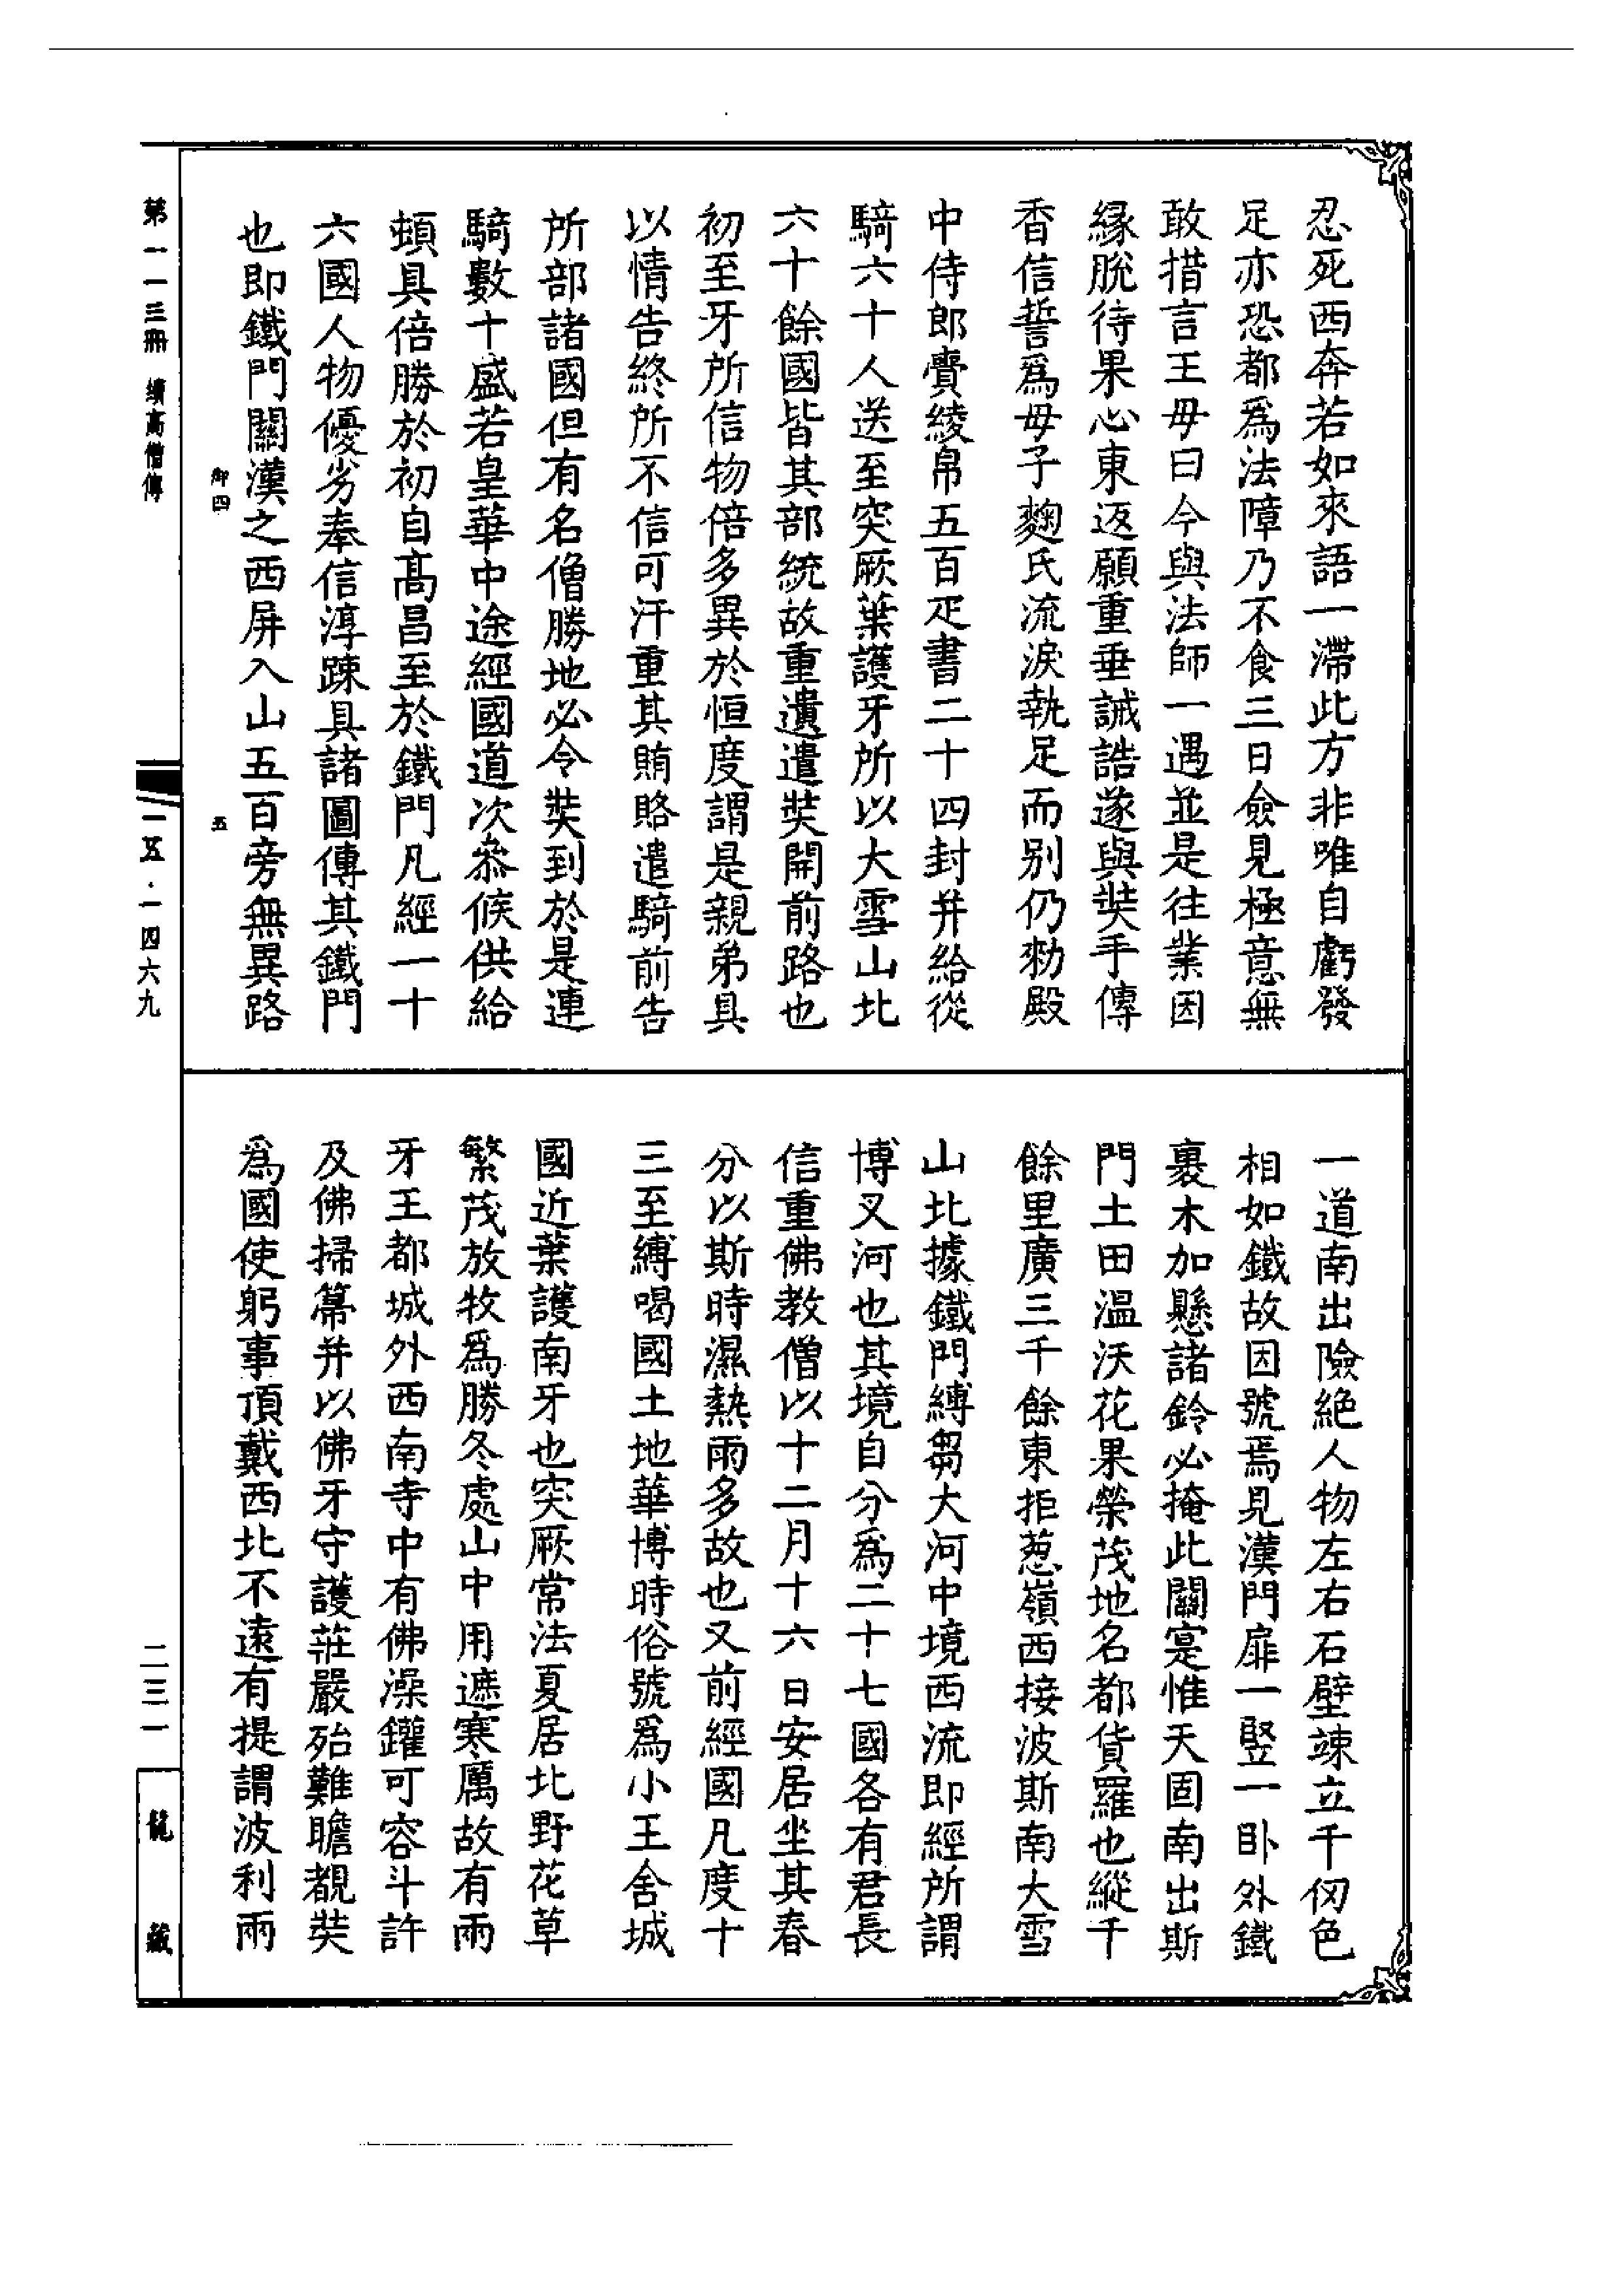 忍死西奔若如來語一滯此方非唯自虧發
足亦恐都爲法障乃不食三日僉見極意無
敢措言王母曰今與法師一遇並是往業因
緣脫待果心東返願重垂誡誥遂與奘手傳
香信誓爲母子麴氏流淚執足而別仍勑殿
中侍郎賫綾帛五百疋書二十四封幷給從
騎六十人送至突厥葉護牙所以大雪山北
六十餘國皆其部統故重遺遣奘開前路也
初至牙所信物倍多異於恒度謂是親弟具
以情告終所不信可汗重其賄賂遣騎前告
所部諸國但有名僧勝地必令奘到於是連
騎數十盛若皇華中途經國道次叅候供給
頓具倍勝於初自高昌至於鐵門凡經一十
六國人物優劣奉信淳踈具諸圖傳其鐵門
也即鐵門關漢之西屏入山五百旁無異路
一道南出險絕人物左右石壁竦立千仞色
相如鐵故因號焉見漢門扉一竪一臥外鐵
裹木加懸諸鈴必掩此關寔惟天固南出斯
門土田溫沃花果榮茂地名都貨羅也縱千
餘里廣三千餘東拒葱嶺西接波斯南大雪
山北據鐵門縛芻大河中境西流即經所謂
博叉河也其境自分爲二十七國各有君長
信重佛教僧以十二月十六日安居坐其春
分以斯時濕熱雨多故也又前經國凡度十
三至縛喝國土地華博時俗號爲小王舍城
國近葉護南牙也突厥常法夏居北野花草
繁茂放牧爲勝冬處山中用遮寒厲故有雨
牙王都城外西南寺中有佛澡鑵可容斗許
及佛掃箒幷以佛牙守護莊嚴殆難瞻覩奘
爲國使躬事頂戴西北不遠有提謂波利雨
第一一三冊 續高僧傳
御四 五
一五·一四六九
二三一
龍藏